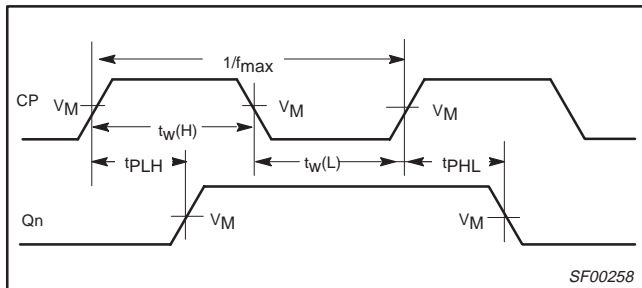 1/fmax
CP
VM
VM
VM
tw(H)
tPLH
tw(L)
tPHL
Qn
VM
VM
SF00258